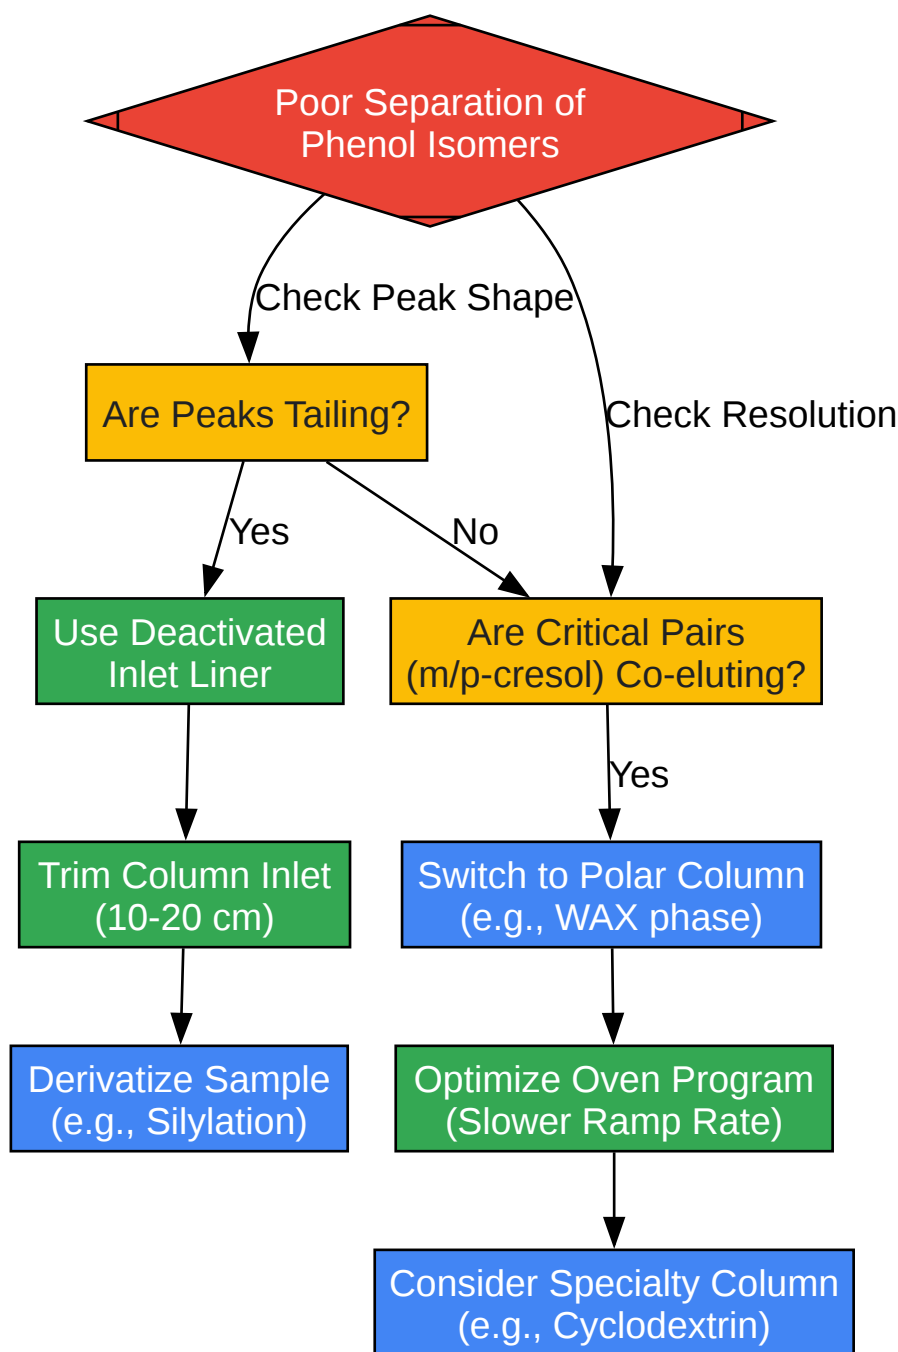 Poor Separation of
Phenol Isomers
Check Peak Shape
Are Peaks Tailing?
Check Resolution
Yes
No
Use Deactivated
Inlet Liner
Are Critical Pairs
(m/p-cresol) Co-eluting?
Yes
Trim Column Inlet
(10-20 cm)
Switch to Polar Column
(e.g., WAX phase)
Derivatize Sample
(e.g., Silylation)
Optimize Oven Program
(Slower Ramp Rate)
Consider Specialty Column
(e.g., Cyclodextrin)